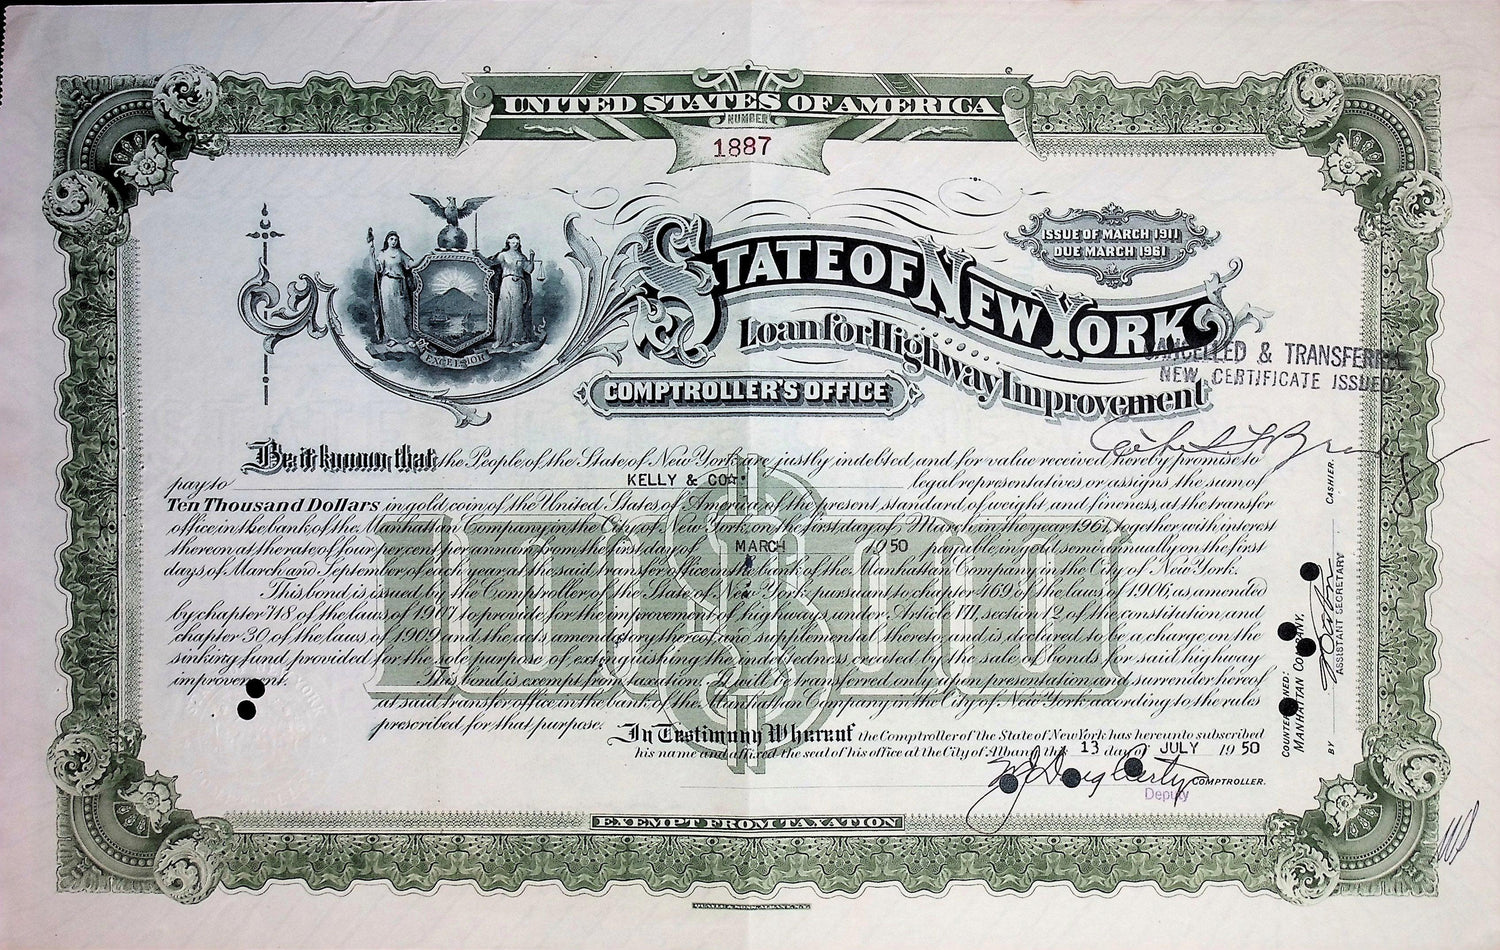 UNITED STATES OF AMERICA
NUMBER
1887
ISSUE OF MARCH 1911
DUE MARCH 1961
STATE OF NEW YORK
Loan for Highway Improvement
EXCELSIOR
COMPTROLLER'S OFFICE
CANCELLED & TRANSFERRED
NEW CERTIFICATE ISSUED
Be it known that the People of the State of New York are justly indebted and for value received hereby promise to
pay to KELLY & CO legal representatives or assigns the sum of
Ten Thousand Dollars in gold coin of the United States of America of the present standard of weight and fineness, at the transfer
office in the bank of the Manhattan Company in the City of New York, on the first day of March in the year 1961, together with interest
thereon at the rate of four per cent per annum from the first day of MARCH 1950 payable in gold semi-annually on the first
days of March and September of each year at the said transfer office in the bank of the Manhattan Company in the City of New York.
This bond is issued by the Comptroller of the State of New York pursuant to chapter 469 of the laws of 1906, as amended
by chapter 718 of the laws of 1907 to provide for the improvement of highways under Article VII, section 12 of the constitution and
chapter 30 of the laws of 1909 and the acts amendatory thereof and supplemental thereto and is declared to be a charge on the
sinking fund provided for the sole purpose of extinguishing the indebtedness created by the sale of bonds for said highway
improvement. This bond is exempt from taxation. It will be transferred only upon presentation and surrender hereof
at said transfer office in the bank of the Manhattan Company in the City of New York according to the rules
prescribed for that purpose.
In Testimony Whereof the Comptroller of the State of New York has hereunto subscribed
his name and affixed the seal of his office at the City of Albany this 13 day of JULY 1950
COMPTROLLER.
Deputy
COUNTERSIGNED:
MANHATTAN COMPANY.
BY
ASSISTANT SECRETARY
CASHIER.
$10,000
EXEMPT FROM TAXATION